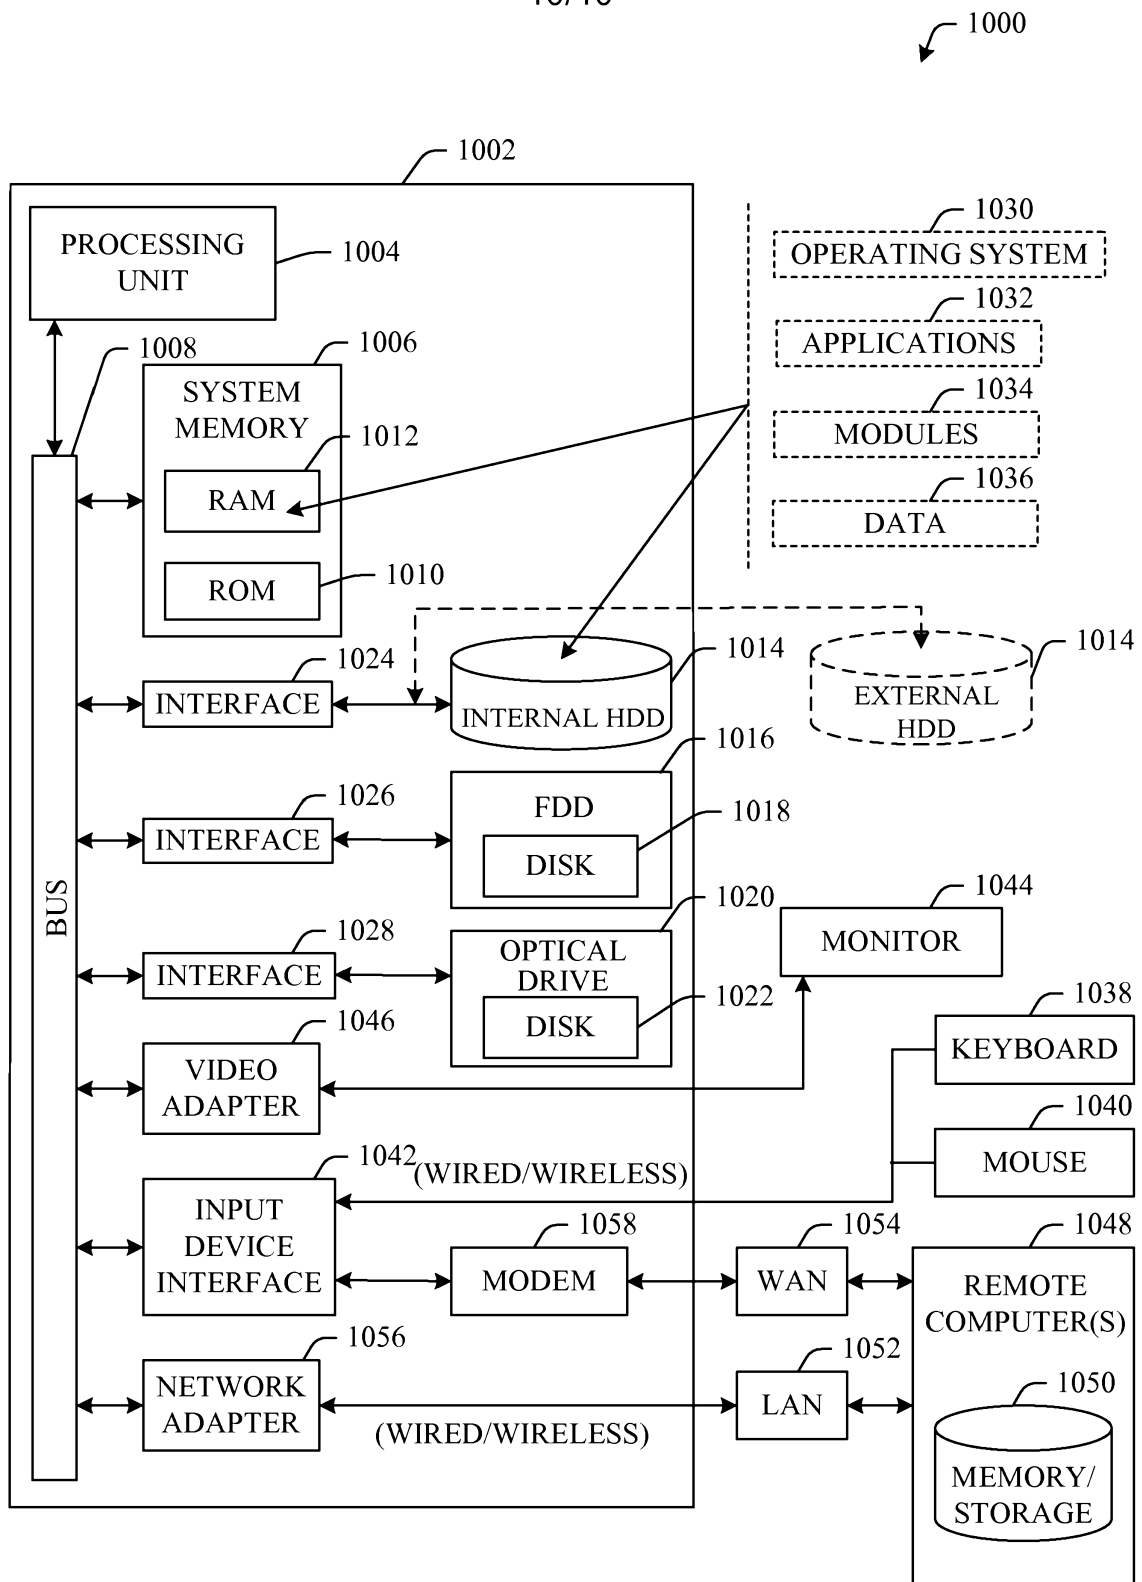 1000
1002
PROCESSING
UNIT
1004
1030
OPERATING SYSTEM
1032
APPLICATIONS
1034
MODULES
1036
DATA
1008
1006
SYSTEM
MEMORY
1012
RAM
ROM
1010
1024
INTERFACE
INTERNAL HDD
1014
EXTERNAL
HDD
1014
1026
INTERFACE
1016
FDD
1018
DISK
BUS
1028
INTERFACE
1020
OPTICAL
DRIVE
1022
DISK
1044
MONITOR
1046
VIDEO
ADAPTER
1038
KEYBOARD
1040
MOUSE
1042
(WIRED/WIRELESS)
INPUT
DEVICE
INTERFACE
1058
MODEM
1054
WAN
1048
REMOTE
COMPUTER(S)
1056
NETWORK
ADAPTER
(WIRED/WIRELESS)
1052
LAN
1050
MEMORY/
STORAGE